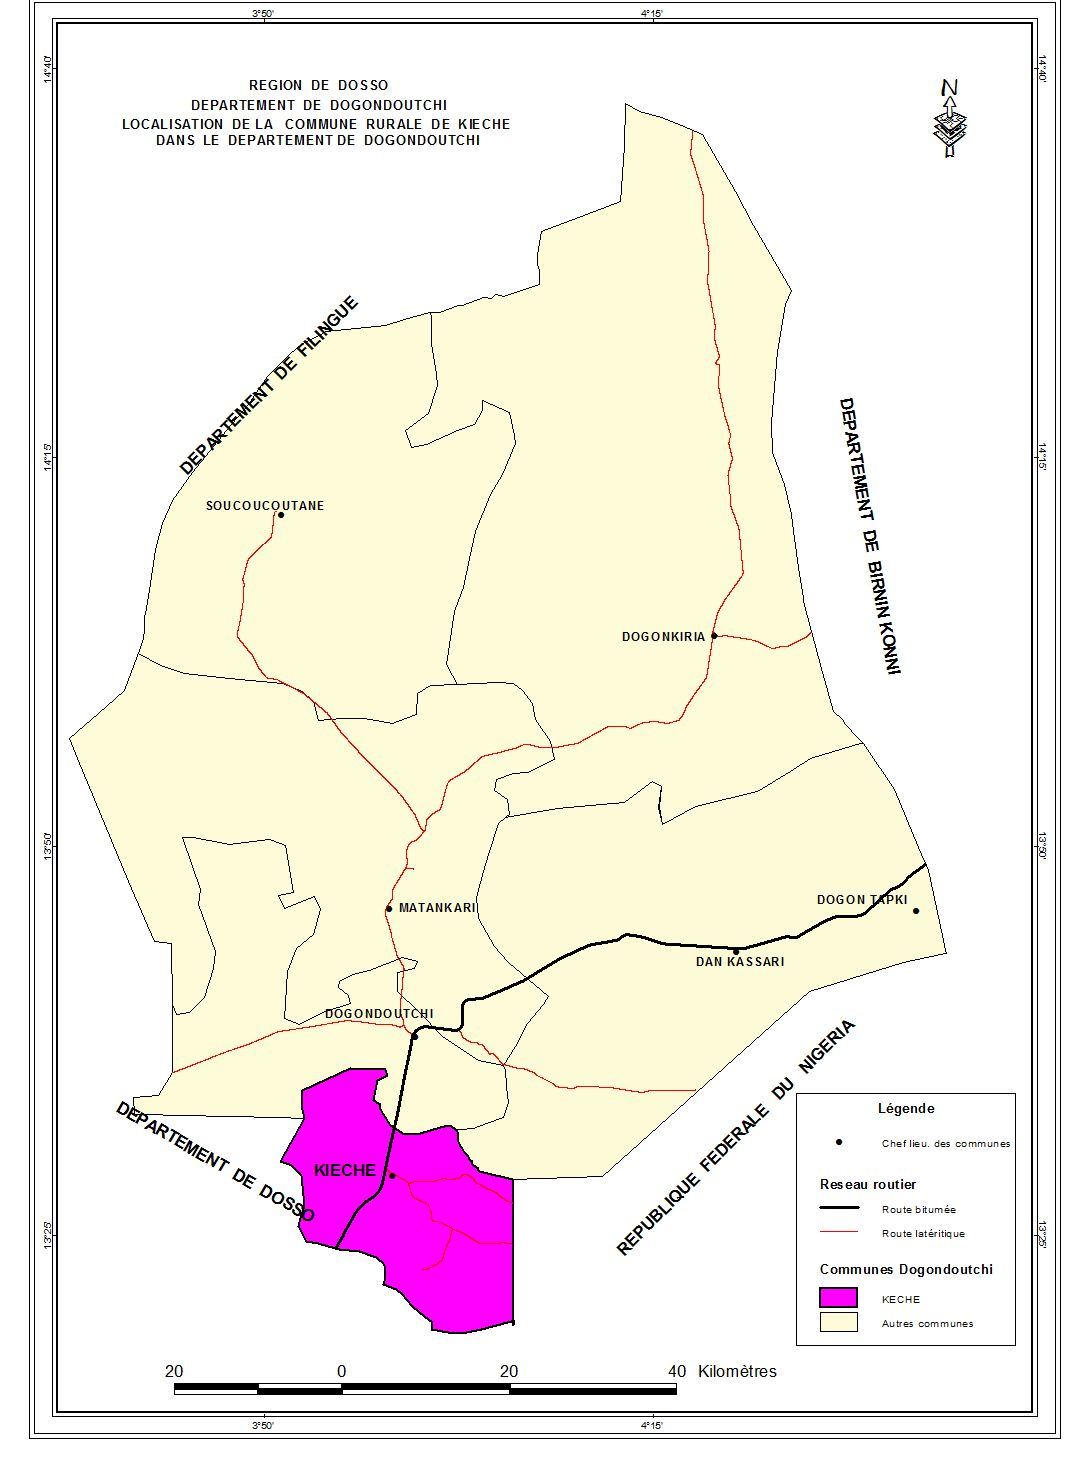 3°50'
4°15'
14°40'
14°40'
REGION DE DOSSO
DEPARTEMENT DE DOGONDOUTCHI
LOCALISATION DE LA COMMUNE RURALE DE KIECHE
DANS LE DEPARTEMENT DE DOGONDOUTCHI
N
DEPARTEMENT DE FILINGUE
DEPARTEMENT DE BIRNIN KONNI
14°15'
14°15'
SOUCOUCOUTANE
DOGONKIRIA
13°50'
13°50'
DOGON TAPKI
MATANKARI
DAN KASSARI
DOGONDOUTCHI
REPUBLIQUE FEDERALE DU NIGERIA
DEPARTEMENT DE DOSSO
KIECHE
13°25'
13°25'
Légende
Chef lieu. des communes
Reseau routier
Route bitumée
Route latéritique
Communes Dogondoutchi
KECHE
Autres communes
20 0 20 40 Kilomètres
3°50'
4°15'